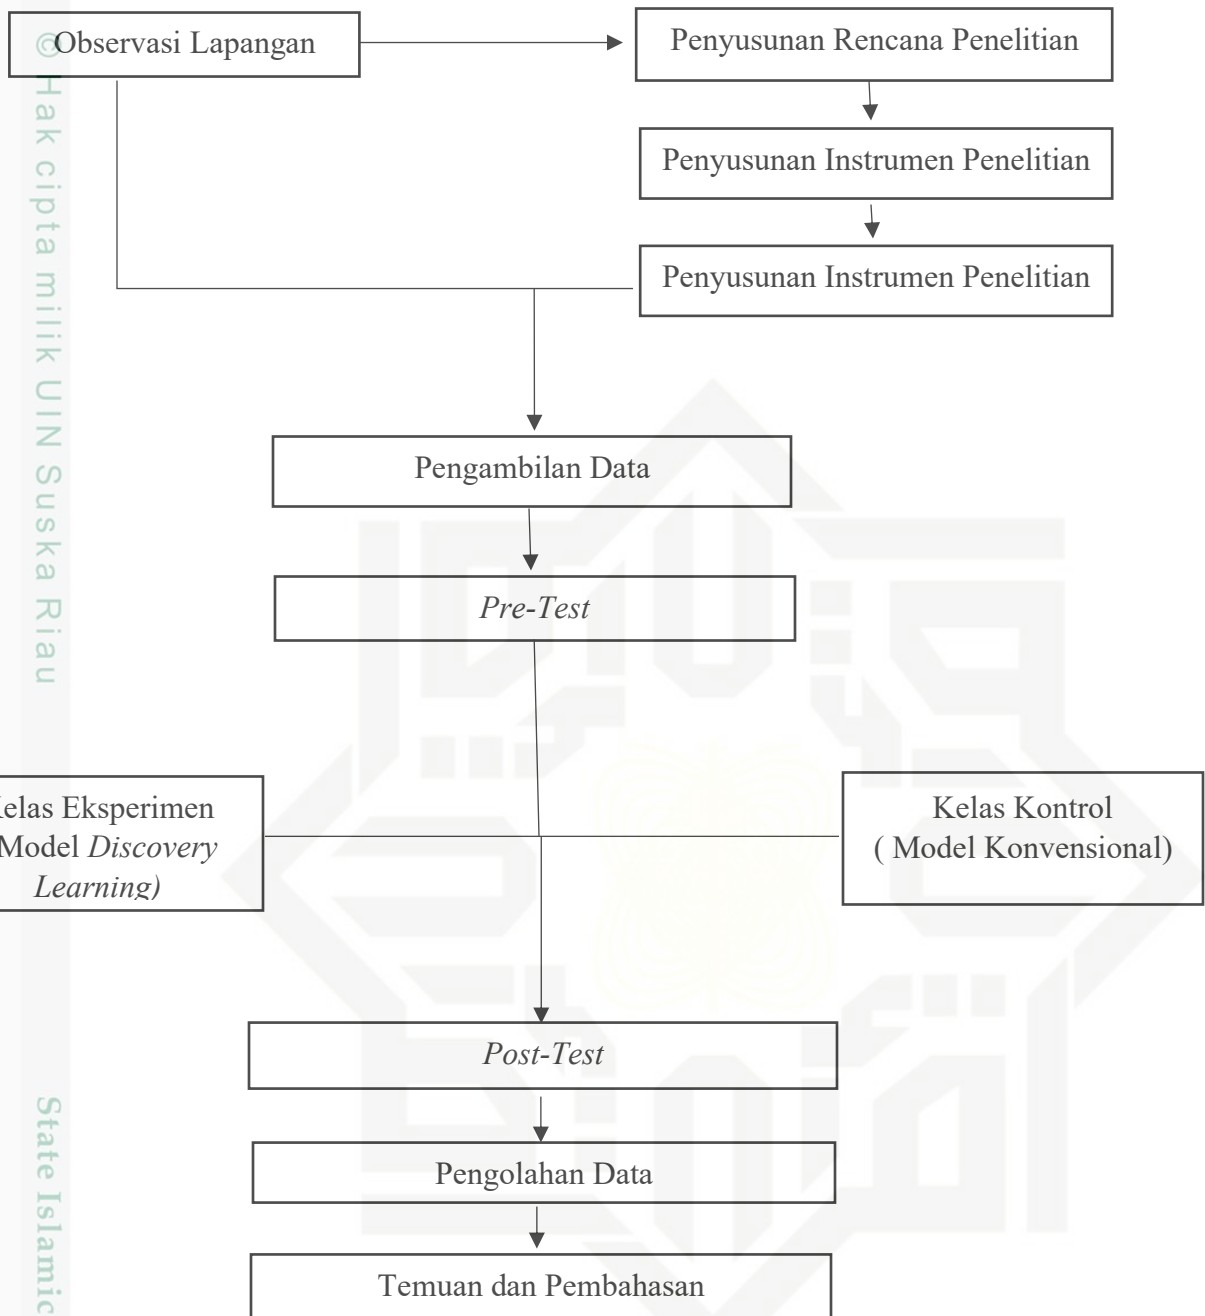 Observasi Lapangan
Penyusunan Rencana Penelitian
Penyusunan Instrumen Penelitian
Penyusunan Instrumen Penelitian
Pengambilan Data
Pre-Test
elas Eksperimen
Model Discovery
Learning)
Kelas Kontrol
( Model Konvensional)
Post-Test
Pengolahan Data
Temuan dan Pembahasan
© Hak cipta milik UIN Suska Riau
State Islamic